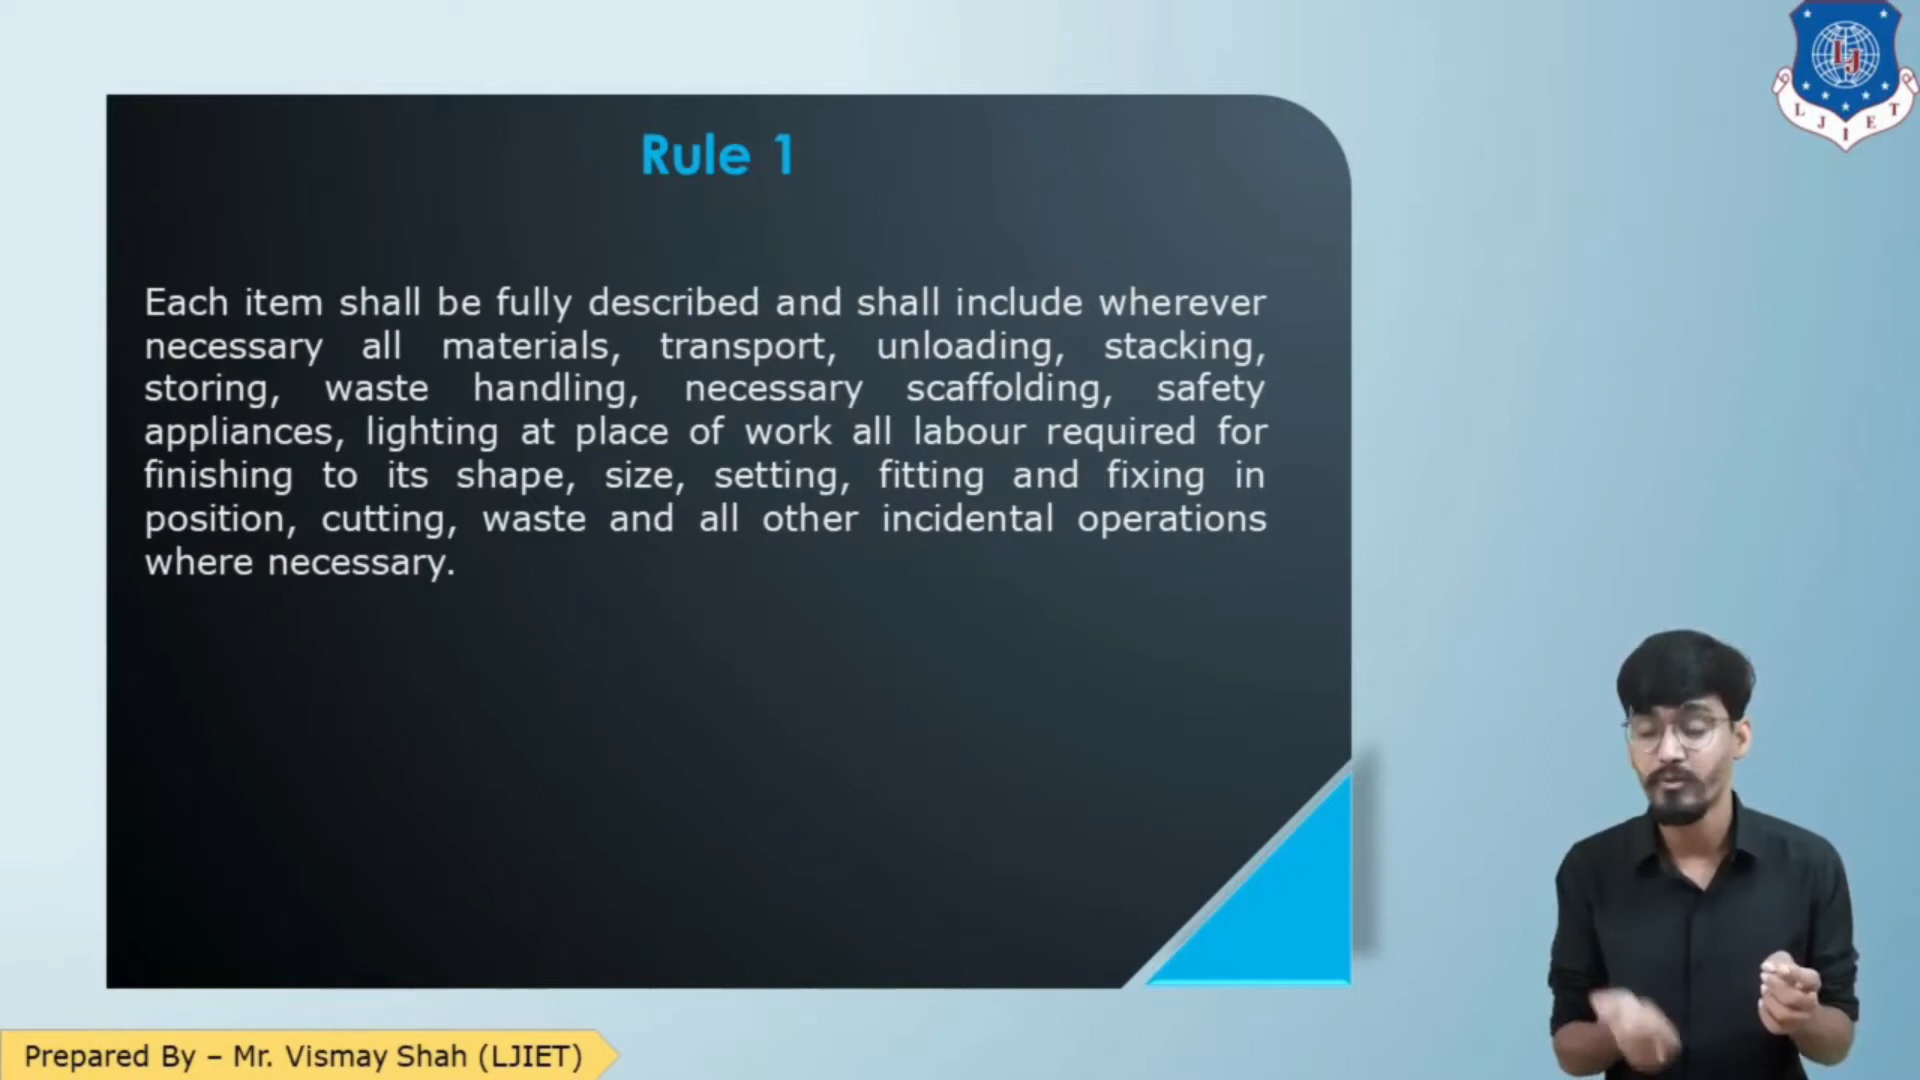 Rule 1
Each item shall be fully described and shall include wherever
necessary all materials, transport, unloading, stacking,
storing, waste handling, necessary scaffolding, safety
appliances, lighting at place of work all labour required for
finishing to its shape, size, setting, fitting and fixing in
position, cutting, waste and all other incidental operations
where necessary.
LJ
L J I E T
Prepared By – Mr. Vismay Shah (LJIET)